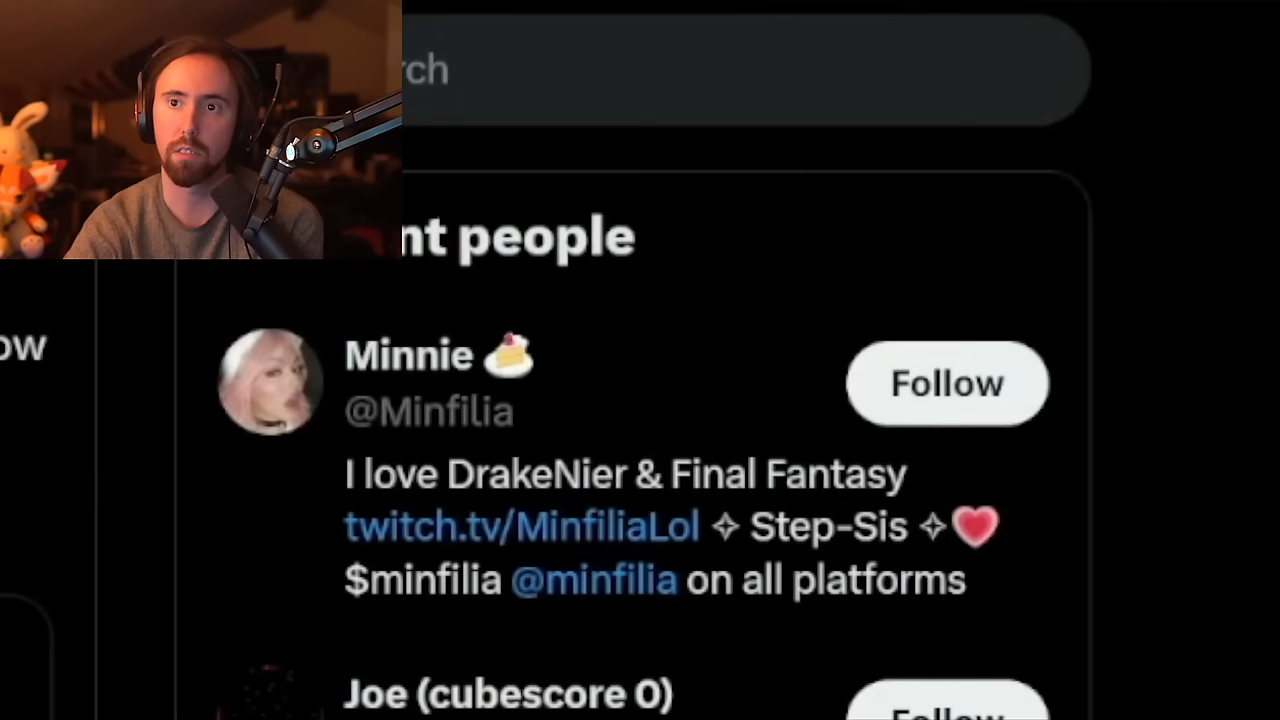 rch
nt people
Minnie 🍰
@Minfilia
Follow
ow
I love DrakeNier & Final Fantasy
twitch.tv/MinfiliaLol ✧ Step-Sis ✧❤️
$minfilia @minfilia on all platforms
Joe (cubescore 0)
Follow